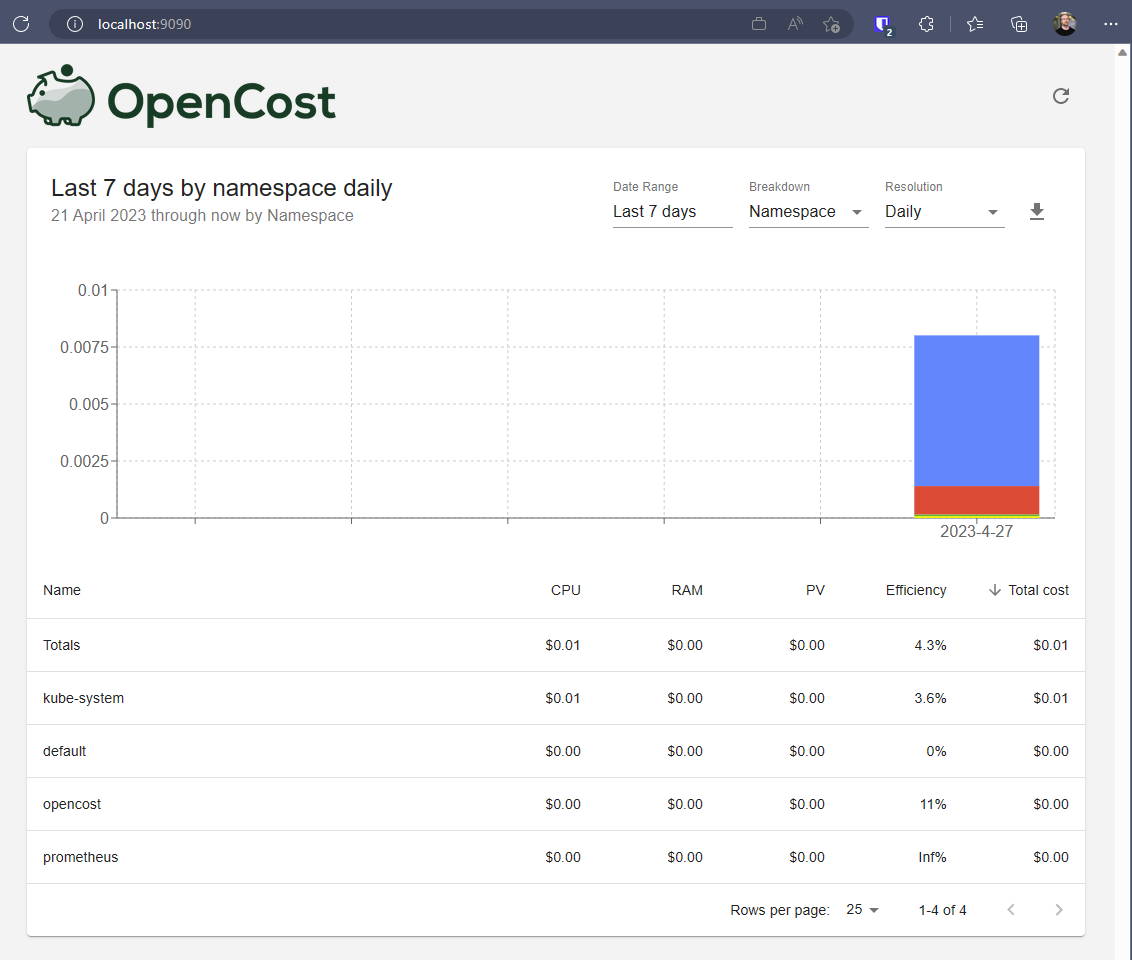 localhost:9090
2
OpenCost
Last 7 days by namespace daily
21 April 2023 through now by Namespace
Date Range
Breakdown
Resolution
Last 7 days
Namespace
Daily
0.01
0.0075
0.005
0.0025
0
2023-4-27
Name CPU RAM PV Efficiency Total cost
Totals $0.01 $0.00 $0.00 4.3% $0.01
kube-system $0.01 $0.00 $0.00 3.6% $0.01
default $0.00 $0.00 $0.00 0% $0.00
opencost $0.00 $0.00 $0.00 11% $0.00
prometheus $0.00 $0.00 $0.00 Inf% $0.00
Rows per page: 25 1-4 of 4